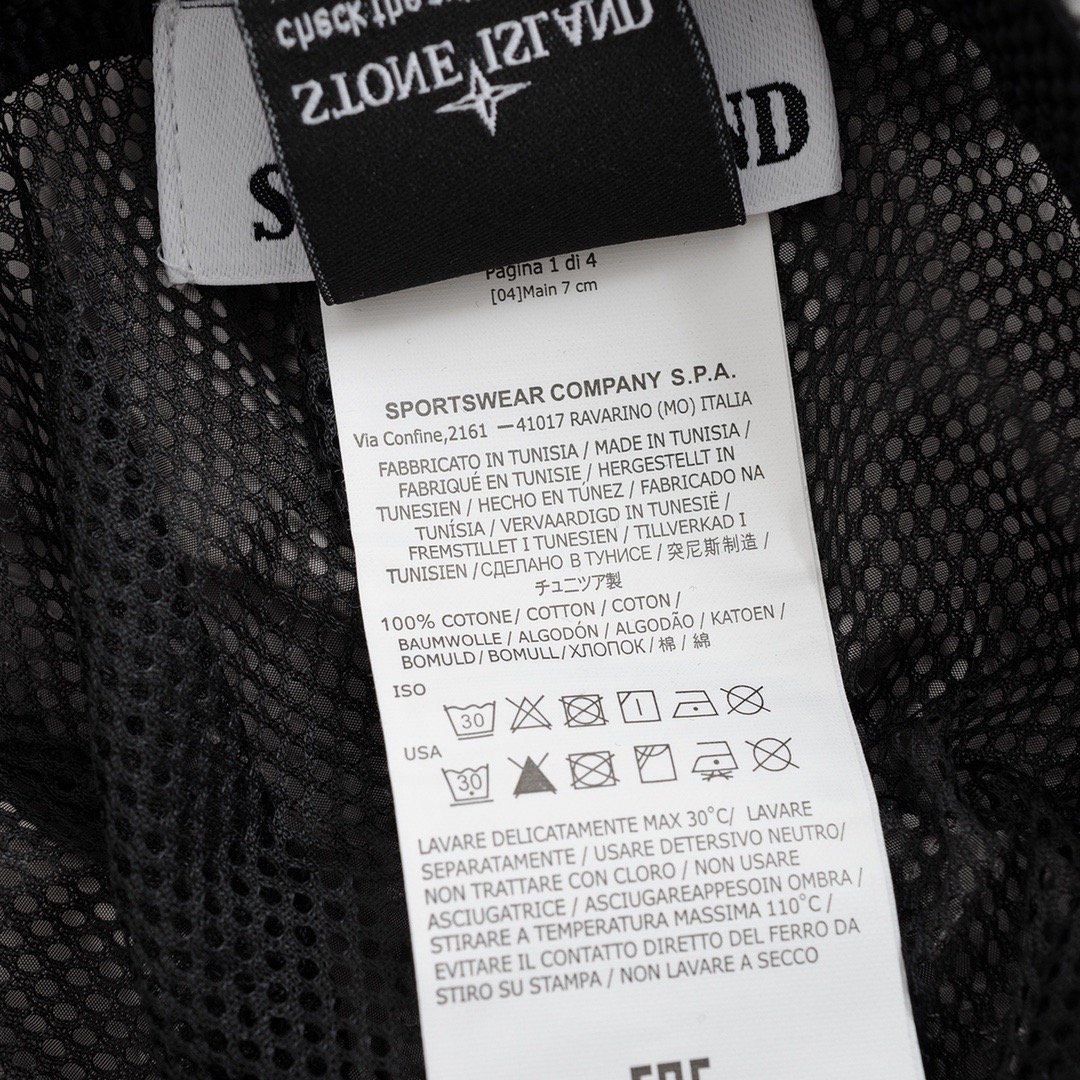 check the
STONE ISLAND
S ND
Pagina 1 di 4
[04]Main 7 cm
SPORTSWEAR COMPANY S.P.A.
Via Confine,2161 —41017 RAVARINO (MO) ITALIA
FABBRICATO IN TUNISIA / MADE IN TUNISIA /
FABRIQUÉ EN TUNISIE / HERGESTELLT IN
TUNESIEN / HECHO EN TÚNEZ / FABRICADO NA
TUNÍSIA / VERVAARDIGD IN TUNESIË /
FREMSTILLET I TUNESIEN / TILLVERKAD I
TUNISIEN / СДЕЛАНО В ТУНИСЕ / 突尼斯制造 /
チュニツア製
100% COTONE / COTTON / COTON /
BAUMWOLLE / ALGODÓN / ALGODÃO / KATOEN /
BOMULD / BOMULL / ХЛОПОК / 棉 / 綿
ISO
30
USA
30
LAVARE DELICATAMENTE MAX 30°C/ LAVARE
SEPARATAMENTE / USARE DETERSIVO NEUTRO/
NON TRATTARE CON CLORO / NON USARE
ASCIUGATRICE / ASCIUGAREAPPESOIN OMBRA /
STIRARE A TEMPERATURA MASSIMA 110°C /
EVITARE IL CONTATTO DIRETTO DEL FERRO DA
STIRO SU STAMPA / NON LAVARE A SECCO